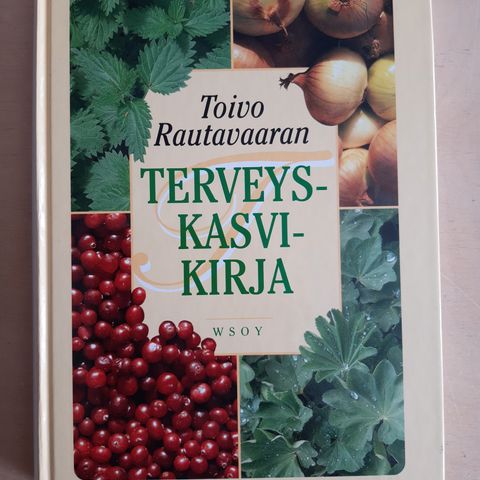 Toivo
Rautavaaran
TERVEYS-
KASVI-
KIRJA
WSOY